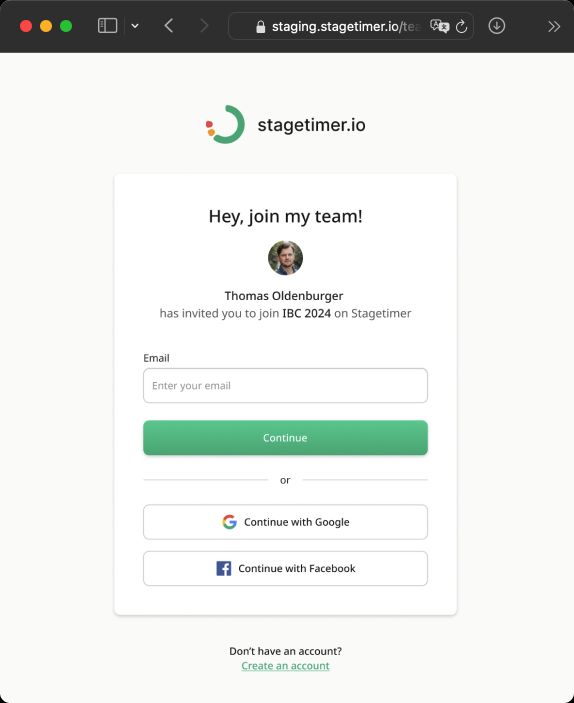 staging.stagetimer.io/tea
stagetimer.io
Hey, join my team!
Thomas Oldenburger
has invited you to join IBC 2024 on Stagetimer
Email
Enter your email
Continue
or
Continue with Google
Continue with Facebook
Don't have an account?
Create an account